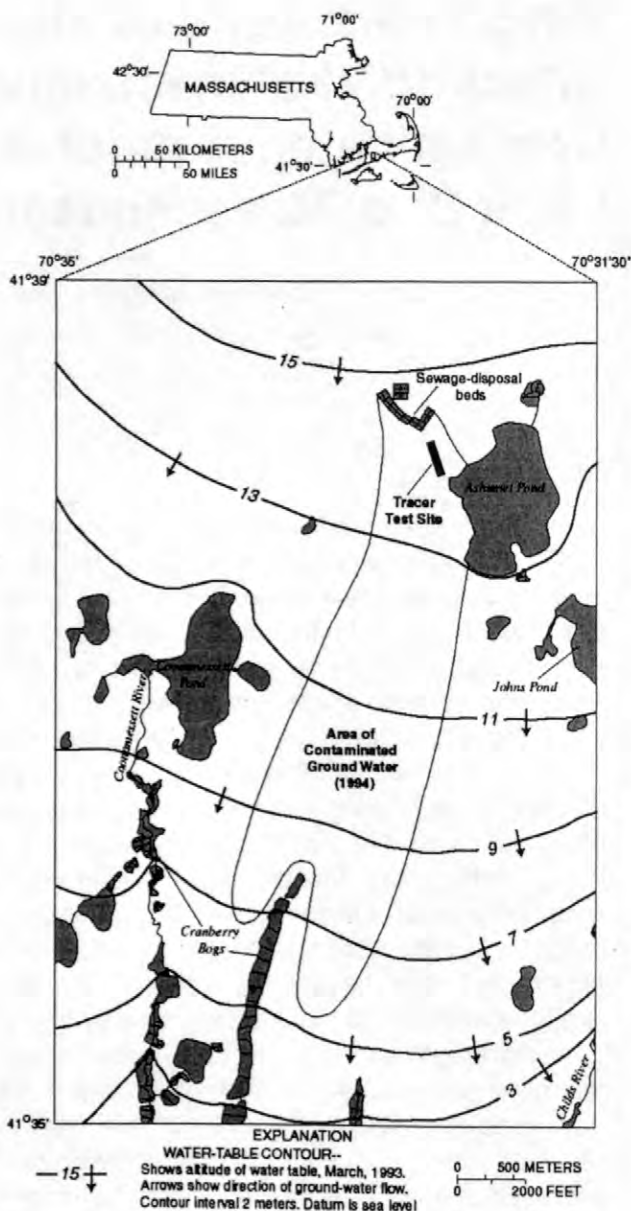 73°00'
71°00'
42°30'
MASSACHUSETTS
70°00'
0 50 KILOMETERS
0 50 MILES
41°30'
70°35'
70°31'30"
41°39'
15
Sewage-disposal
beds
13
Tracer
Test Site
Ashumet Pond
Coonamessett
Pond
Johns Pond
Coonamessett River
11
Area of
Contaminated
Ground Water
(1994)
9
Cranberry
Bogs
7
5
3
Childs River
41°35'
EXPLANATION
WATER-TABLE CONTOUR--
—15— Shows altitude of water table, March, 1993.
Arrows show direction of ground-water flow.
Contour interval 2 meters. Datum is sea level
0 500 METERS
0 2000 FEET